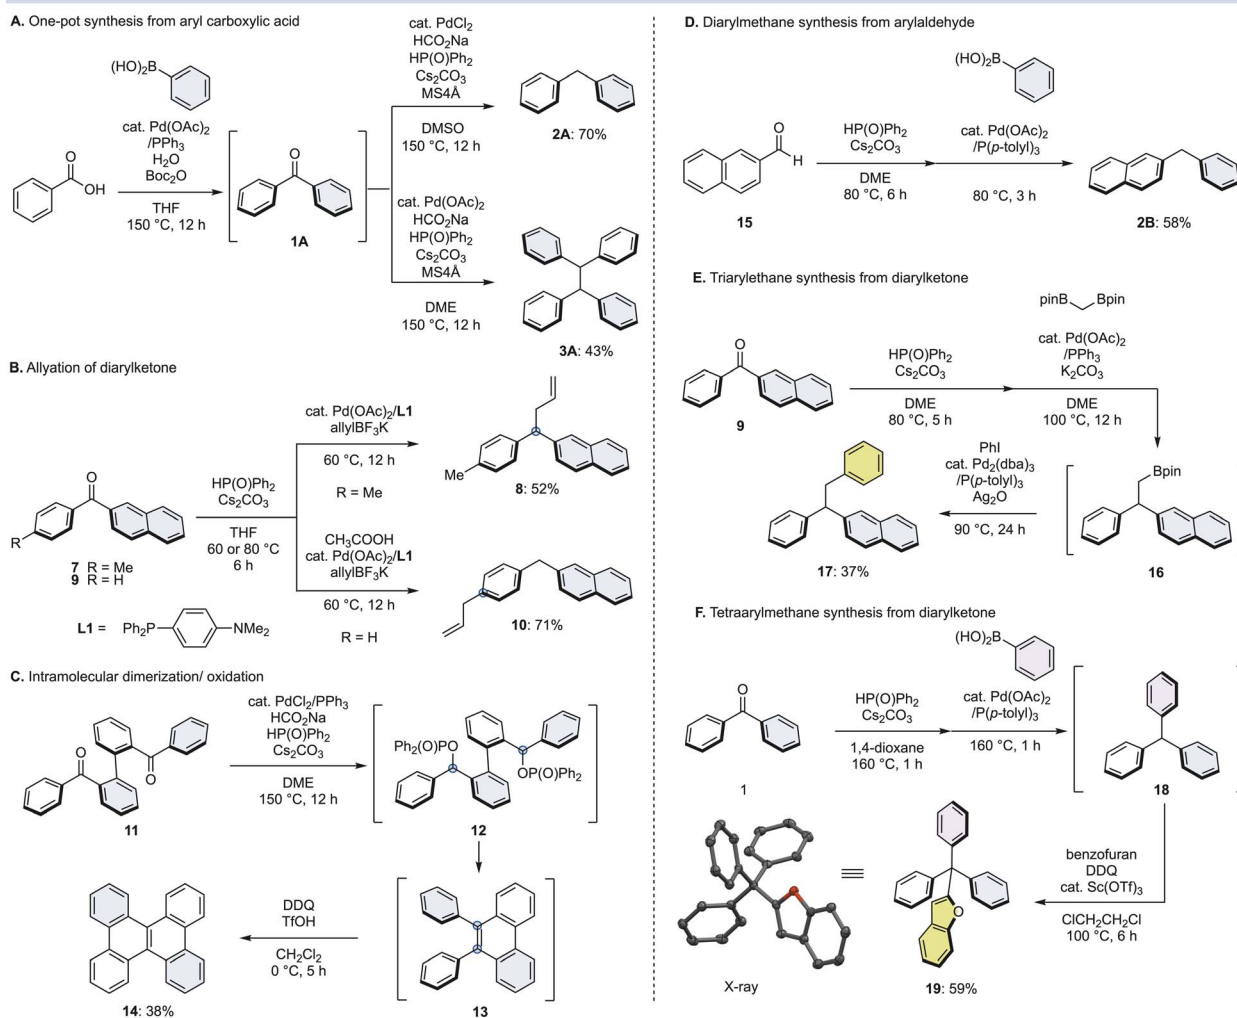 A. One-pot synthesis from aryl carboxylic acid
(HO)2B
cat. Pd(OAc)2
/PPh3
H2O
Boc2O
THF
150 °C, 12 h
O
OH
O
1A
cat. PdCl2
HCO2Na
HP(O)Ph2
Cs2CO3
MS4Å
DMSO
150 °C, 12 h
2A: 70%
cat. Pd(OAc)2
HCO2Na
HP(O)Ph2
Cs2CO3
MS4Å
DME
150 °C, 12 h
3A: 43%
B. Allyation of diarylketone
O
R
7 R = Me
9 R = H
HP(O)Ph2
Cs2CO3
THF
60 or 80 °C
6 h
cat. Pd(OAc)2/L1
allylBF3K
60 °C, 12 h
R = Me
Me
8: 52%
CH3COOH
cat. Pd(OAc)2/L1
allylBF3K
60 °C, 12 h
R = H
10: 71%
L1 = Ph2P NMe2
C. Intramolecular dimerization/ oxidation
O
O
11
cat. PdCl2/PPh3
HCO2Na
HP(O)Ph2
Cs2CO3
DME
150 °C, 12 h
Ph2(O)PO
OP(O)Ph2
12
13
DDQ
TfOH
CH2Cl2
0 °C, 5 h
14: 38%
D. Diarylmethane synthesis from arylaldehyde
O
H
15
HP(O)Ph2
Cs2CO3
DME
80 °C, 6 h
(HO)2B
cat. Pd(OAc)2
/P(p-tolyl)3
80 °C, 3 h
2B: 58%
E. Triarylethane synthesis from diarylketone
O
9
HP(O)Ph2
Cs2CO3
DME
80 °C, 5 h
pinB Bpin
cat. Pd(OAc)2
/PPh3
K2CO3
DME
100 °C, 12 h
Bpin
16
PhI
cat. Pd2(dba)3
/P(p-tolyl)3
Ag2O
90 °C, 24 h
17: 37%
F. Tetraarylmethane synthesis from diarylketone
O
1
HP(O)Ph2
Cs2CO3
1,4-dioxane
160 °C, 1 h
(HO)2B
cat. Pd(OAc)2
/P(p-tolyl)3
160 °C, 1 h
18
benzofuran
DDQ
cat. Sc(OTf)3
ClCH2CH2Cl
100 °C, 6 h
O
19: 59%
X-ray